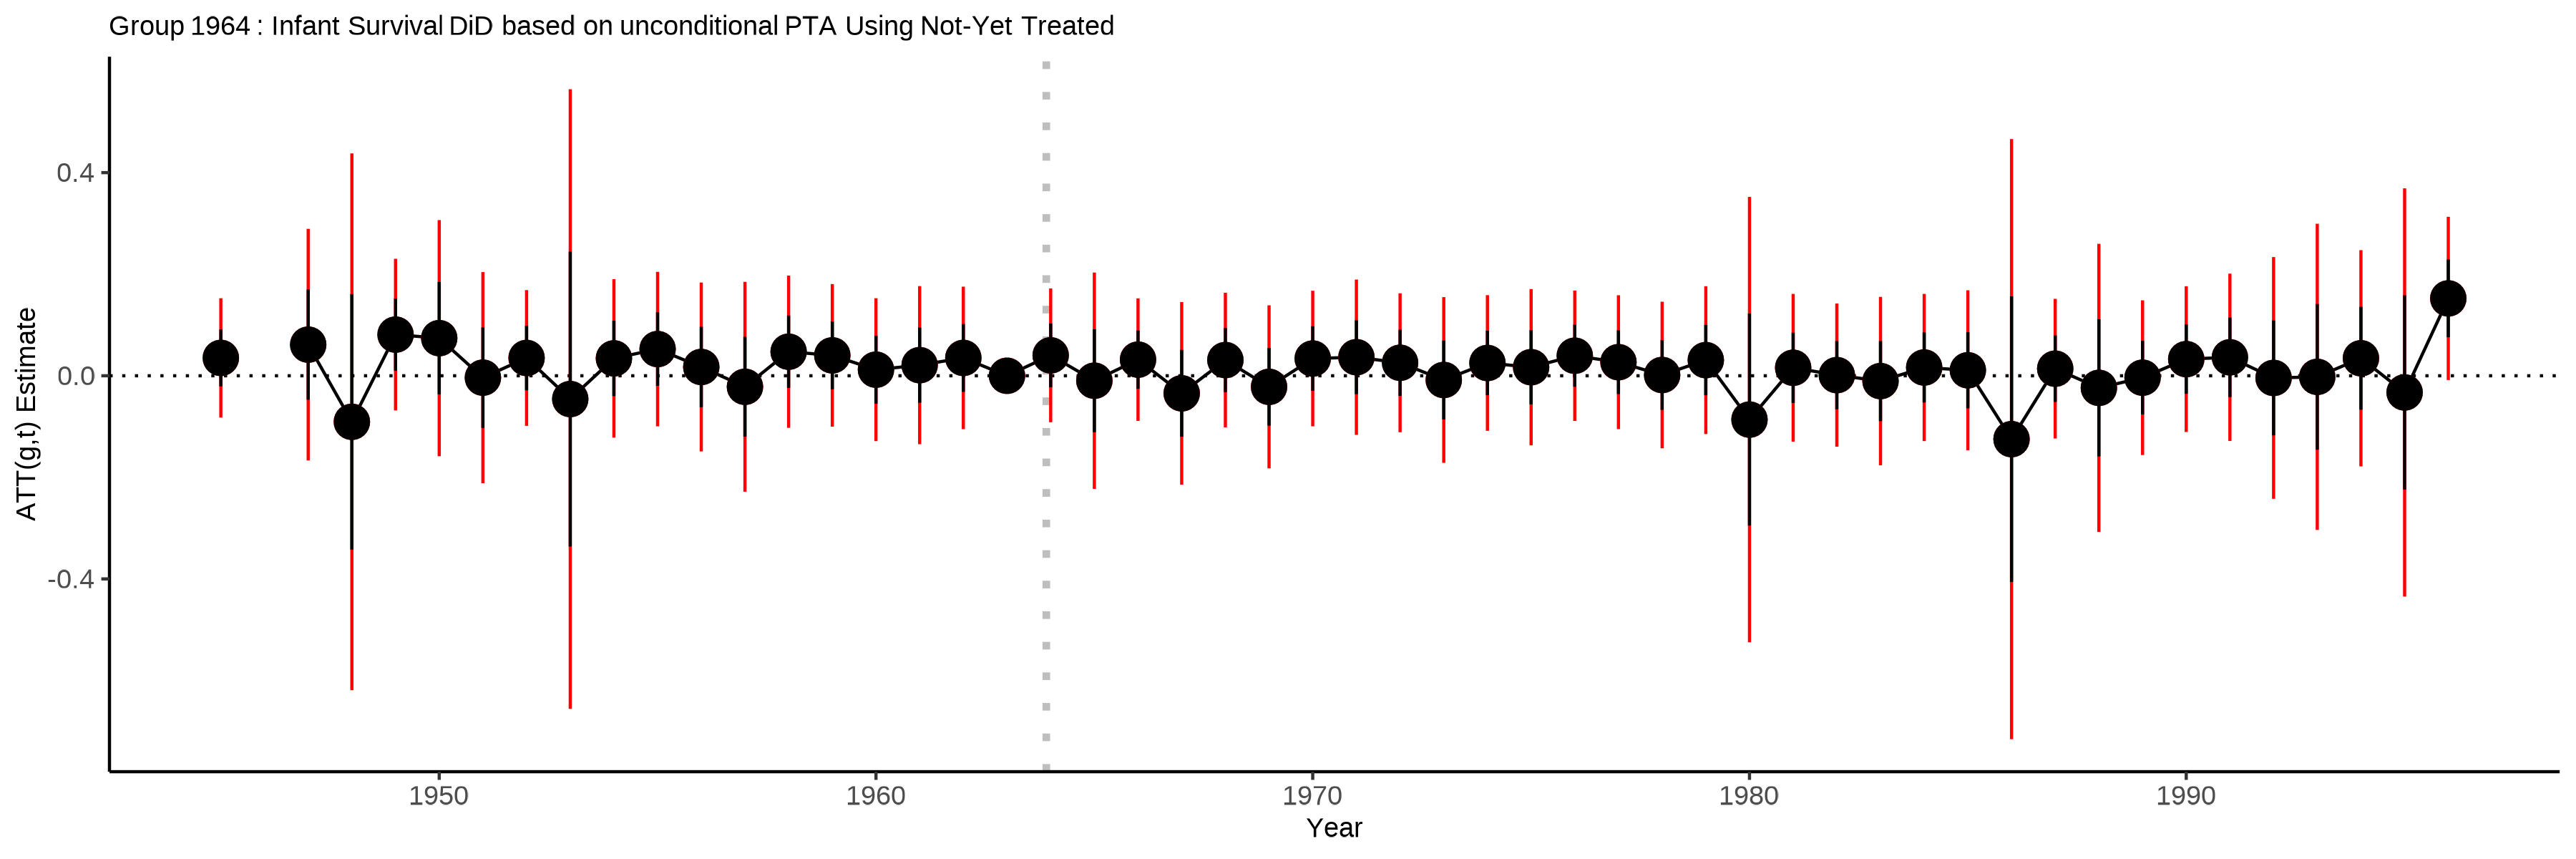 Group 1964 : Infant Survival DiD based on unconditional PTA Using Not-Yet Treated
ATT(g,t) Estimate
0.4
0.0
-0.4
1950 1960 1970 1980 1990
Year